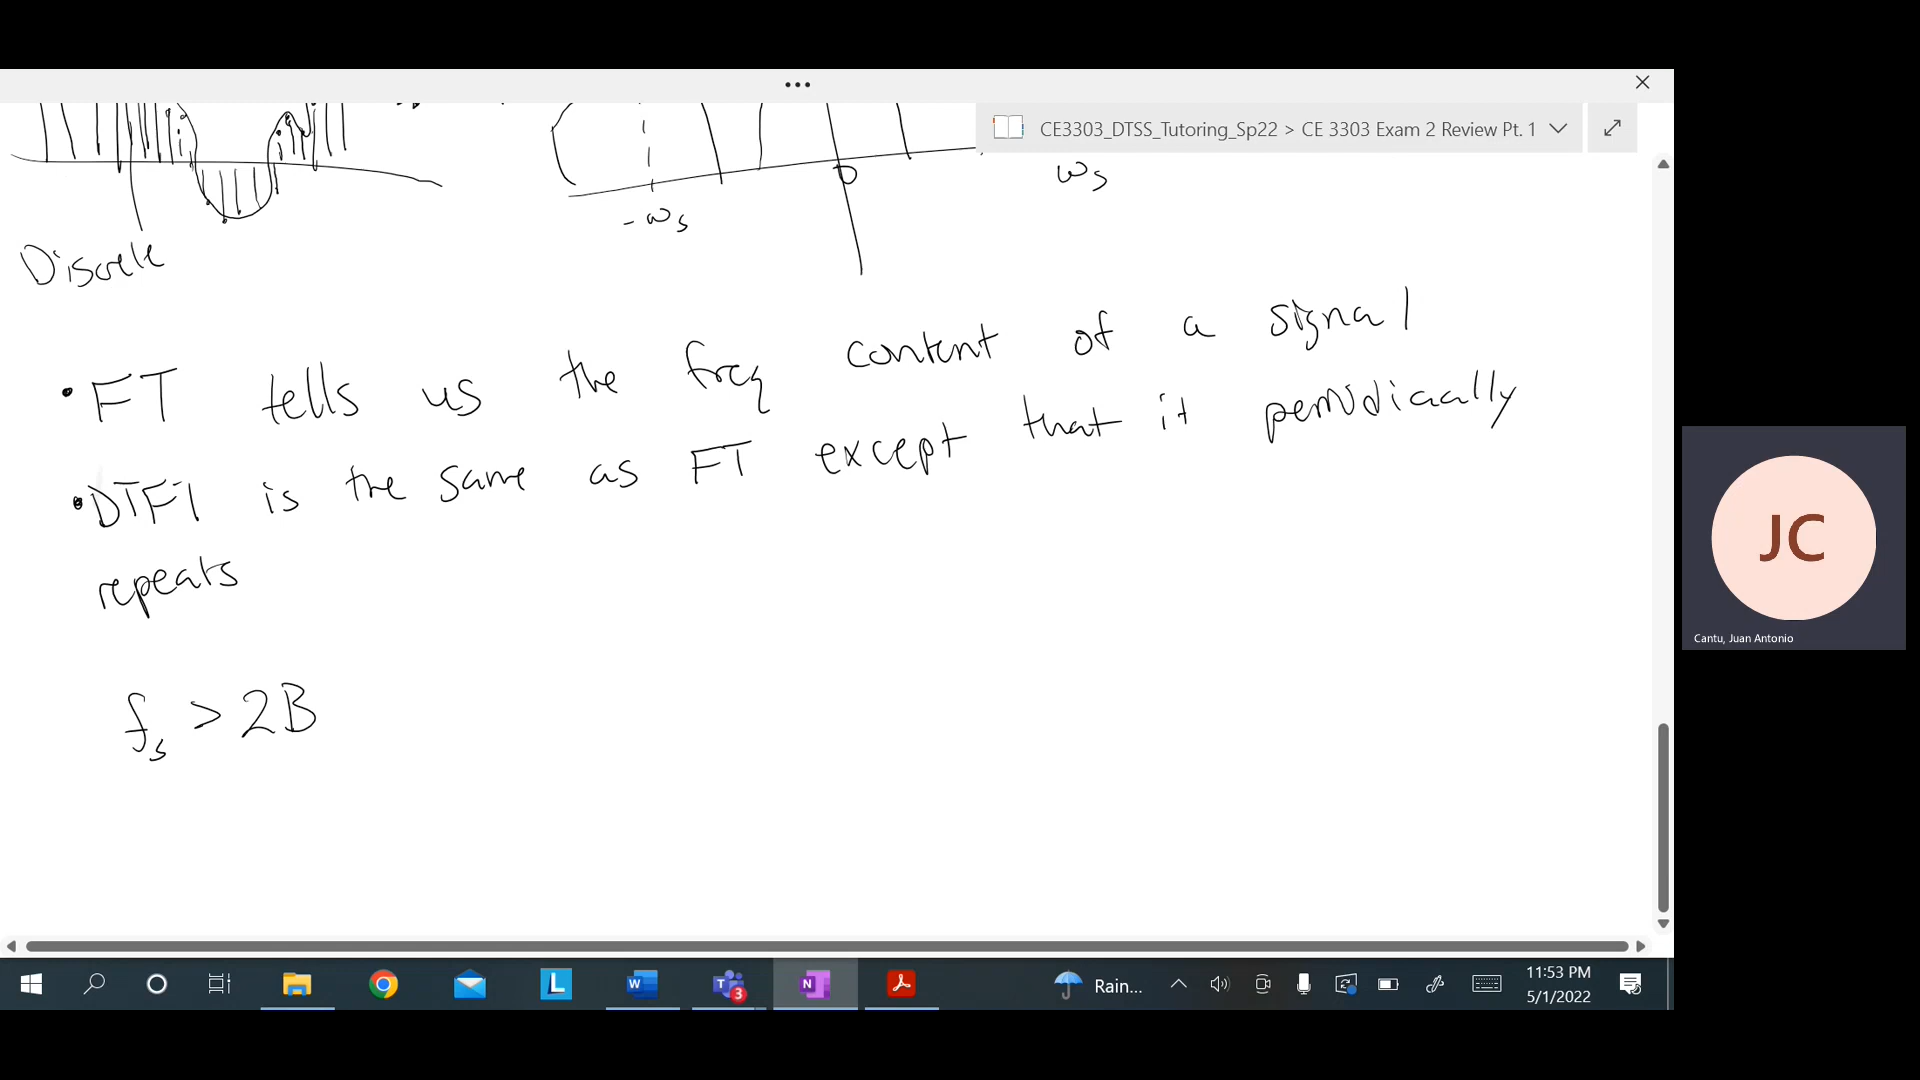 CE3303_DTSS_Tutoring_Sp22 > CE 3303 Exam 2 Review Pt. 1
0
ωs
-ωs
Discrete
• FT tells us the freq content of a signal
• DTFT is the same as FT except that it periodically
repeats
fs > 2B
JC
Cantu, Juan Antonio
L
W
T
3
N
Rain...
11:53 PM
5/1/2022